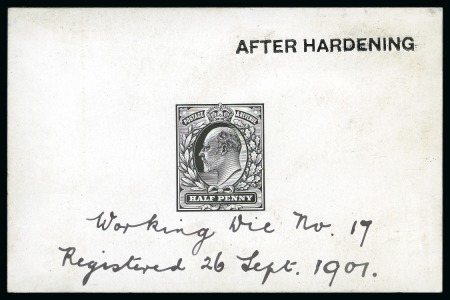 AFTER HARDENING
POSTAGE & REVENUE
HALF PENNY
Working Die No. 17
Registered 26 Sept. 1901.